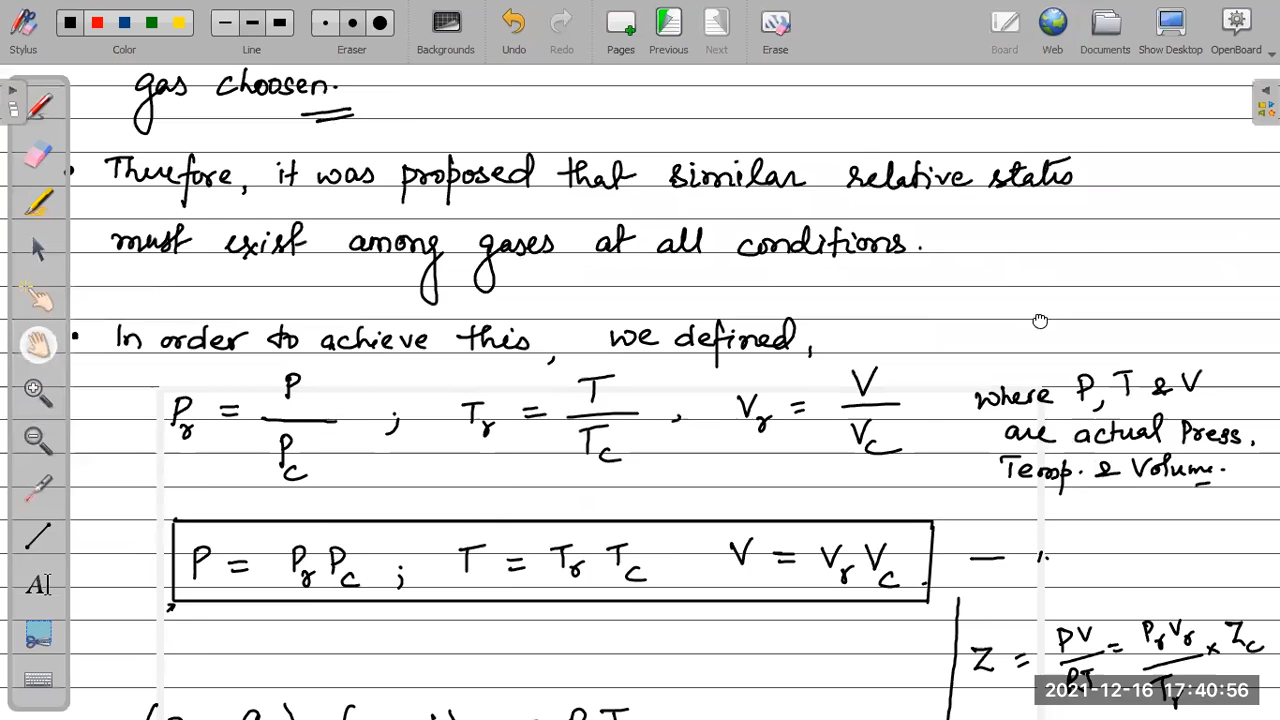 Stylus Color Line Eraser Backgrounds Undo Redo Pages Previous Next Erase Board Web Documents Show Desktop OpenBoard
gas choosen.
• Therefore, it was proposed that similar relative states
must exist among gases at all conditions.
• In order to achieve this, we defined,
Pr = P/Pc ; Tr = T/Tc , Vr = V/Vc
where P, T & V
are actual Press.
Temp. & Volume.
P = Pr Pc ; T = Tr Tc V = Vr Vc . —
Z = PV/RT = PrVr/Tr × Zc
2021-12-16 17:40:56